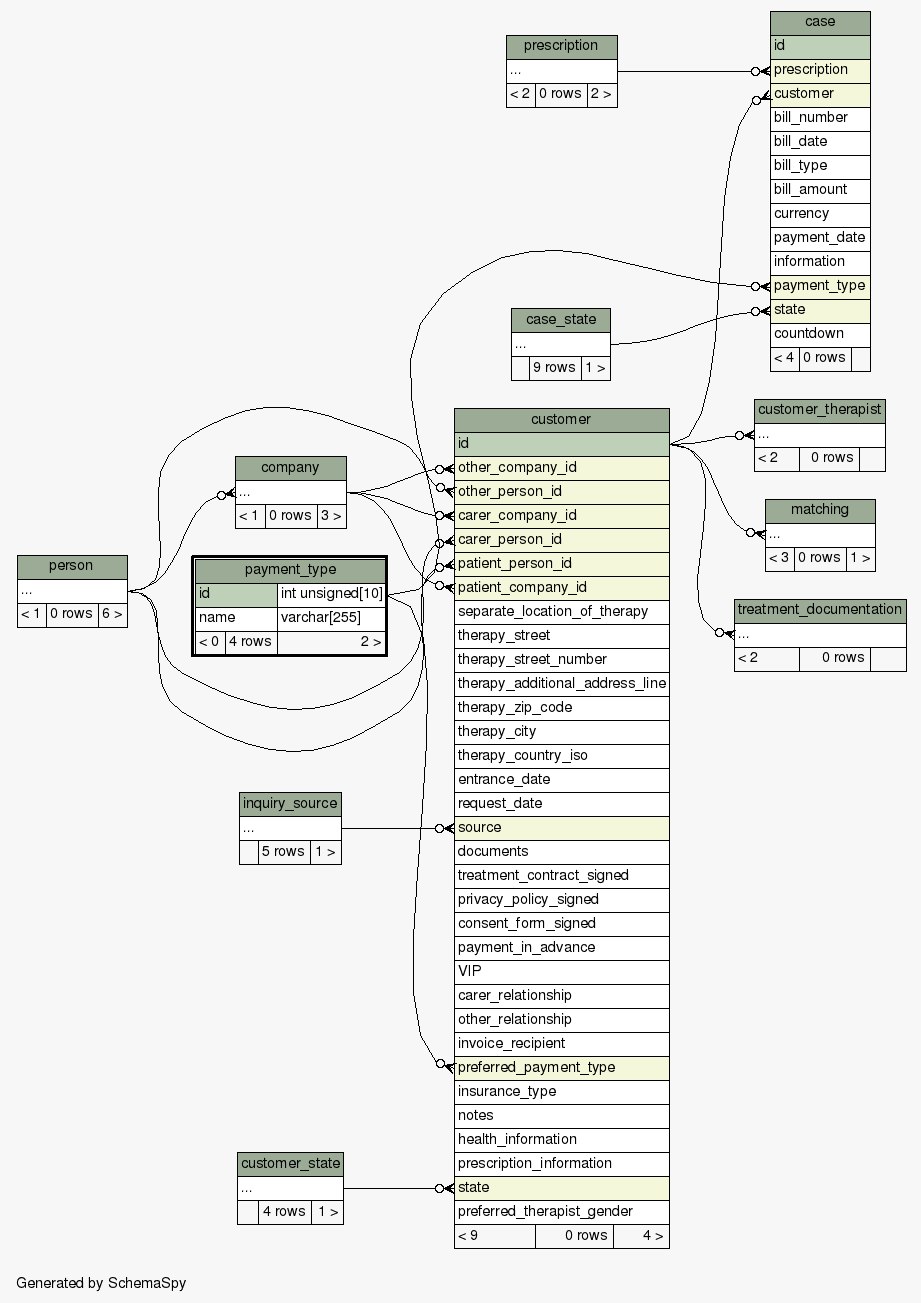 case
id
prescription
customer
bill_number
bill_date
bill_type
bill_amount
currency
payment_date
information
payment_type
state
countdown
< 4 0 rows
prescription
...
< 2 0 rows 2 >
case_state
...
9 rows 1 >
customer
id
other_company_id
other_person_id
carer_company_id
carer_person_id
patient_person_id
patient_company_id
separate_location_of_therapy
therapy_street
therapy_street_number
therapy_additional_address_line
therapy_zip_code
therapy_city
therapy_country_iso
entrance_date
request_date
source
documents
treatment_contract_signed
privacy_policy_signed
consent_form_signed
payment_in_advance
VIP
carer_relationship
other_relationship
invoice_recipient
preferred_payment_type
insurance_type
notes
health_information
prescription_information
state
preferred_therapist_gender
< 9 0 rows 4 >
customer_therapist
...
< 2 0 rows
matching
...
< 3 0 rows 1 >
treatment_documentation
...
< 2 0 rows
company
...
< 1 0 rows 3 >
person
...
< 1 0 rows 6 >
payment_type
id int unsigned[10]
name varchar[255]
< 0 4 rows 2 >
inquiry_source
...
5 rows 1 >
customer_state
...
4 rows 1 >
Generated by SchemaSpy